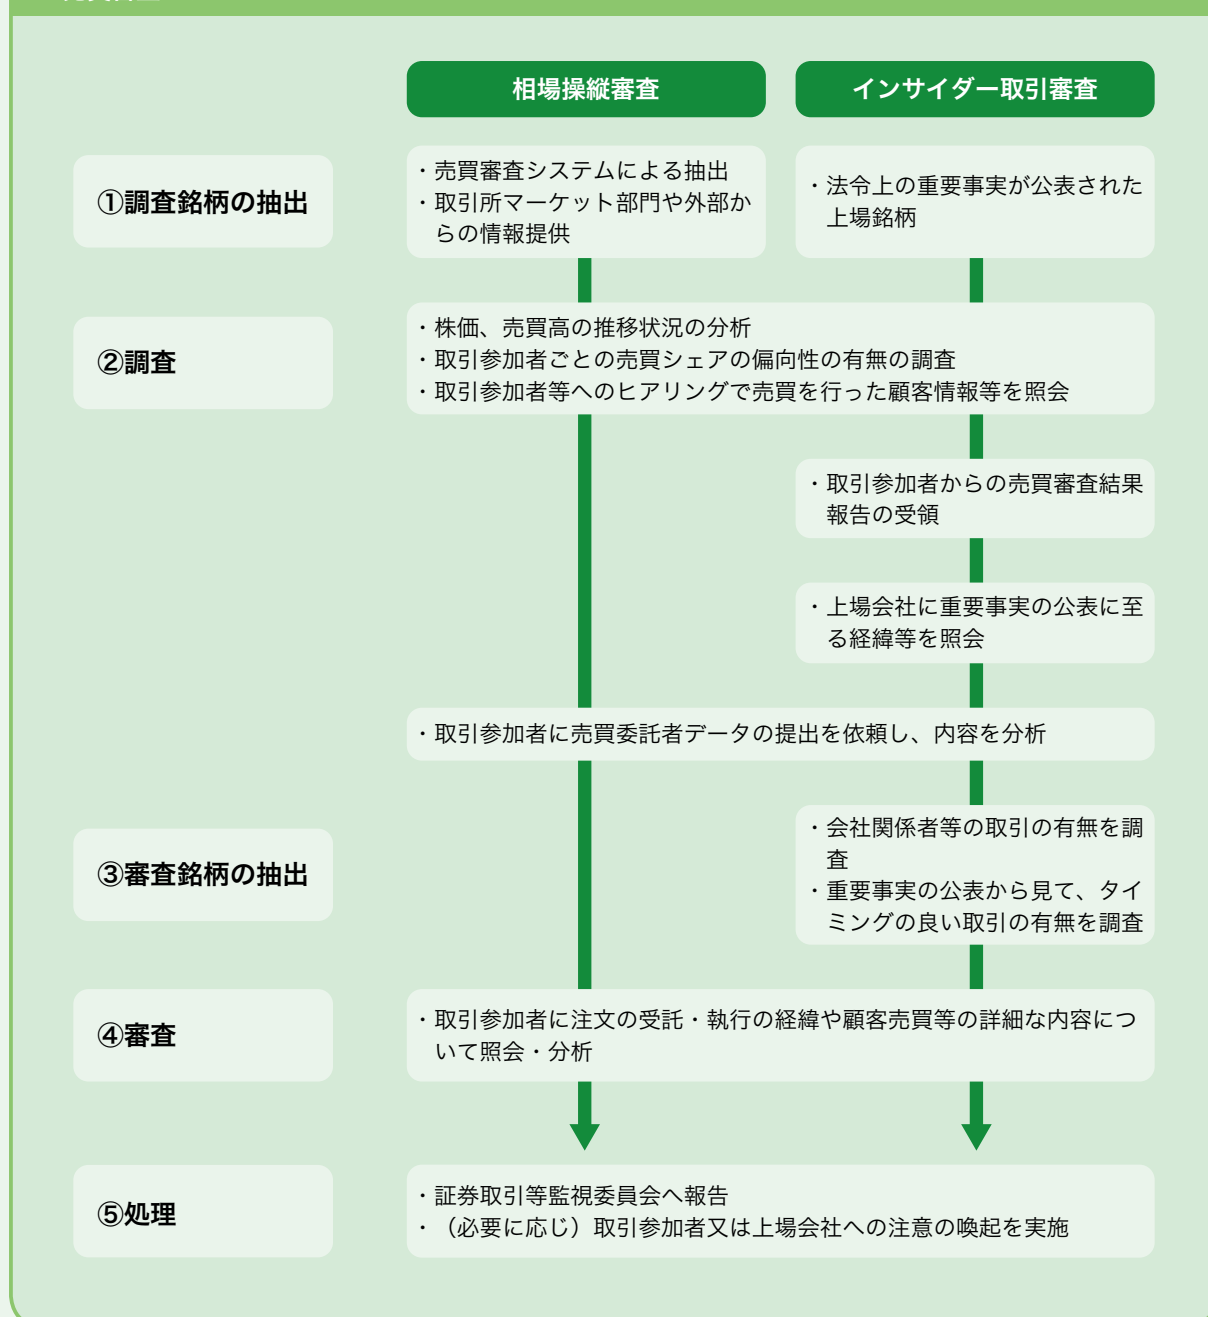 相場操縦審査
インサイダー取引審査
①調査銘柄の抽出
・売買審査システムによる抽出
・取引所マーケット部門や外部か
らの情報提供
・法令上の重要事実が公表された
上場銘柄
②調査
・株価、売買高の推移状況の分析
・取引参加者ごとの売買シェアの偏向性の有無の調査
・取引参加者等へのヒアリングで売買を行った顧客情報等を照会
・取引参加者からの売買審査結果
報告の受領
・上場会社に重要事実の公表に至
る経緯等を照会
・取引参加者に売買委託者データの提出を依頼し、内容を分析
③審査銘柄の抽出
・会社関係者等の取引の有無を調
査
・重要事実の公表から見て、タイ
ミングの良い取引の有無を調査
④審査
・取引参加者に注文の受託・執行の経緯や顧客売買等の詳細な内容につ
いて照会・分析
⑤処理
・証券取引等監視委員会へ報告
・（必要に応じ）取引参加者又は上場会社への注意の喚起を実施